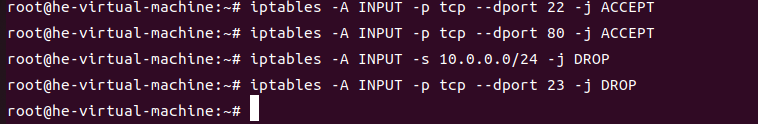 root@he-virtual-machine:~# iptables -A INPUT -p tcp --dport 22 -j ACCEPT
root@he-virtual-machine:~# iptables -A INPUT -p tcp --dport 80 -j ACCEPT
root@he-virtual-machine:~# iptables -A INPUT -s 10.0.0.0/24 -j DROP
root@he-virtual-machine:~# iptables -A INPUT -p tcp --dport 23 -j DROP
root@he-virtual-machine:~#